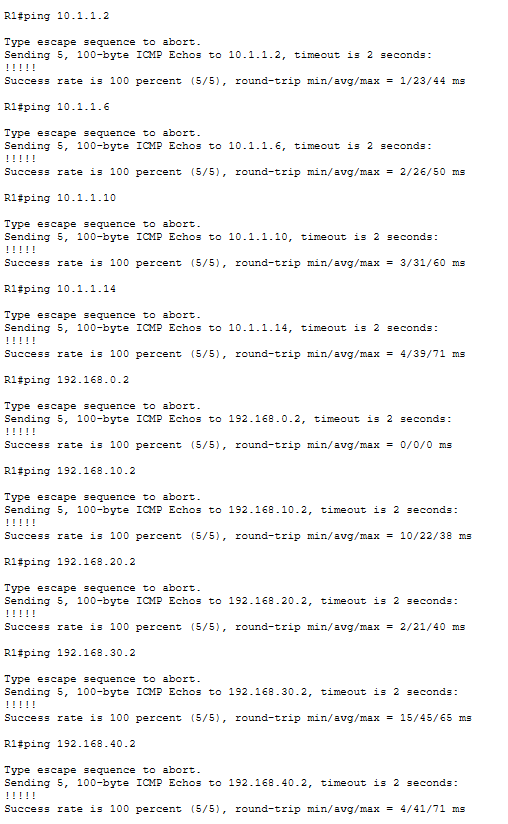 R1#ping 10.1.1.2
Type escape sequence to abort.
Sending 5, 100-byte ICMP Echos to 10.1.1.2, timeout is 2 seconds:
!!!!!
Success rate is 100 percent (5/5), round-trip min/avg/max = 1/23/44 ms
R1#ping 10.1.1.6
Type escape sequence to abort.
Sending 5, 100-byte ICMP Echos to 10.1.1.6, timeout is 2 seconds:
!!!!!
Success rate is 100 percent (5/5), round-trip min/avg/max = 2/26/50 ms
R1#ping 10.1.1.10
Type escape sequence to abort.
Sending 5, 100-byte ICMP Echos to 10.1.1.10, timeout is 2 seconds:
!!!!!
Success rate is 100 percent (5/5), round-trip min/avg/max = 3/31/60 ms
R1#ping 10.1.1.14
Type escape sequence to abort.
Sending 5, 100-byte ICMP Echos to 10.1.1.14, timeout is 2 seconds:
!!!!!
Success rate is 100 percent (5/5), round-trip min/avg/max = 4/39/71 ms
R1#ping 192.168.0.2
Type escape sequence to abort.
Sending 5, 100-byte ICMP Echos to 192.168.0.2, timeout is 2 seconds:
!!!!!
Success rate is 100 percent (5/5), round-trip min/avg/max = 0/0/0 ms
R1#ping 192.168.10.2
Type escape sequence to abort.
Sending 5, 100-byte ICMP Echos to 192.168.10.2, timeout is 2 seconds:
!!!!!
Success rate is 100 percent (5/5), round-trip min/avg/max = 10/22/38 ms
R1#ping 192.168.20.2
Type escape sequence to abort.
Sending 5, 100-byte ICMP Echos to 192.168.20.2, timeout is 2 seconds:
!!!!!
Success rate is 100 percent (5/5), round-trip min/avg/max = 2/21/40 ms
R1#ping 192.168.30.2
Type escape sequence to abort.
Sending 5, 100-byte ICMP Echos to 192.168.30.2, timeout is 2 seconds:
!!!!!
Success rate is 100 percent (5/5), round-trip min/avg/max = 15/45/65 ms
R1#ping 192.168.40.2
Type escape sequence to abort.
Sending 5, 100-byte ICMP Echos to 192.168.40.2, timeout is 2 seconds:
!!!!!
Success rate is 100 percent (5/5), round-trip min/avg/max = 4/41/71 ms